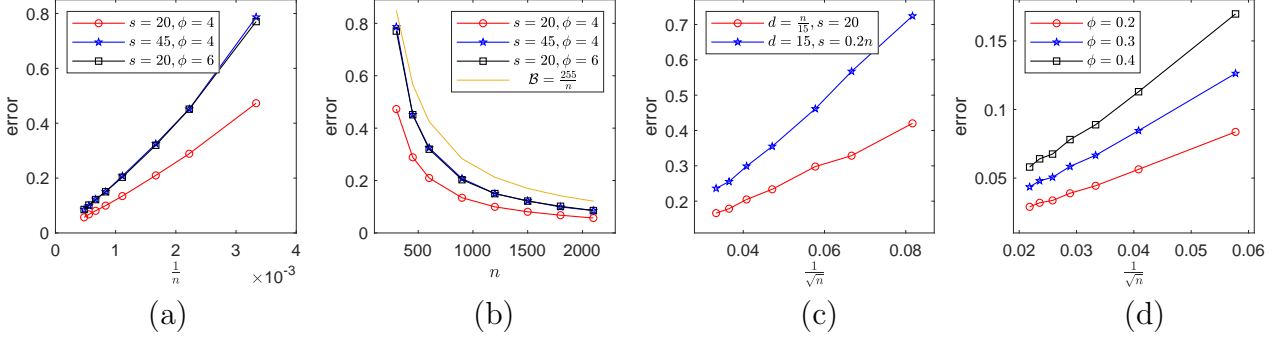 error
0.8
0.6
0.4
0.2
0
s = 20, ϕ = 4
s = 45, ϕ = 4
s = 20, ϕ = 6
0 1 2 3 4
1/n
×10⁻³
(a)
error
0.8
0.6
0.4
0.2
0
s = 20, ϕ = 4
s = 45, ϕ = 4
s = 20, ϕ = 6
ℬ = 255/n
500 1000 1500 2000
n
(b)
error
0.7
0.6
0.5
0.4
0.3
0.2
d = n/15, s = 20
d = 15, s = 0.2n
0.04 0.06 0.08
1/√n
(c)
error
0.15
0.1
0.05
ϕ = 0.2
ϕ = 0.3
ϕ = 0.4
0.02 0.03 0.04 0.05 0.06
1/√n
(d)